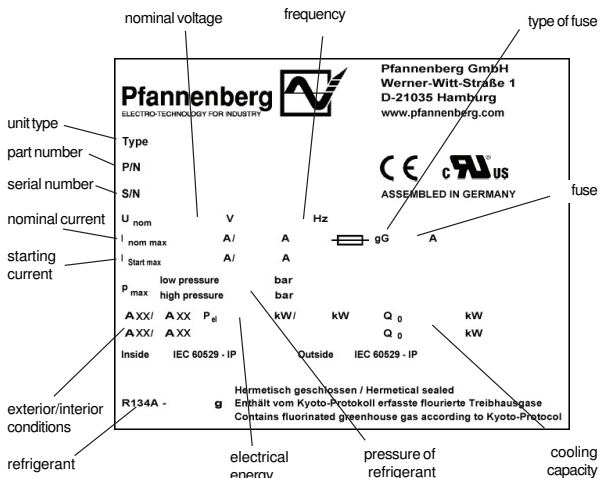 nominal voltage
frequency
type of fuse
Pfannenberg
ELECTRO-TECHNOLOGY FOR INDUSTRY
Pfannenberg GmbH
Werner-Witt-Straße 1
D-21035 Hamburg
www.pfannenberg.com
unit type
Type
part number
P/N
CE c RU US
serial number
S/N
ASSEMBLED IN GERMANY
fuse
nominal current
U nom V Hz
I nom max A/ A gG A
starting
current
I Start max A/ A
p max low pressure bar
high pressure bar
A XX/ A XX P el kW/ kW Q 0 kW
A XX/ A XX Q 0 kW
Inside IEC 60529 - IP Outside IEC 60529 - IP
Hermetisch geschlossen / Hermetical sealed
R134A - g Enthält vom Kyoto-Protokoll erfasste flourierte Treibhausgase
Contains fluorinated greenhouse gas according to Kyoto-Protocol
exterior/interior
conditions
refrigerant
electrical
energy
pressure of
refrigerant
cooling
capacity